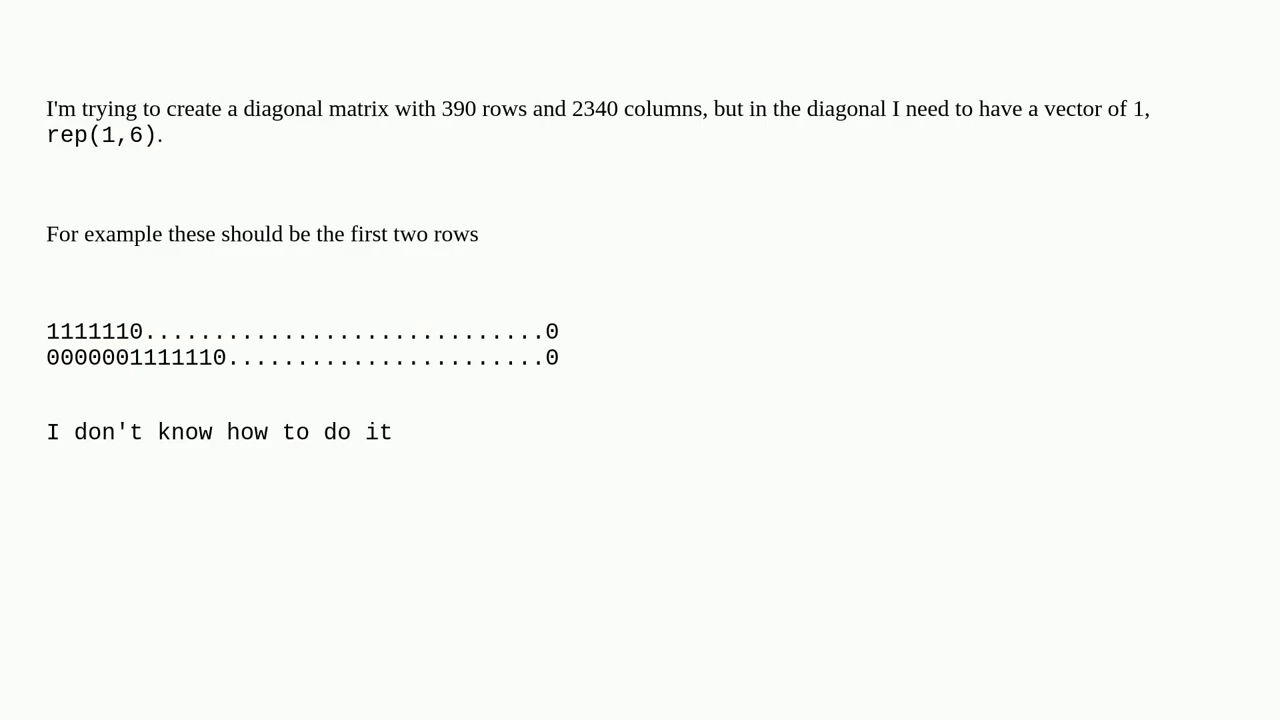 I'm trying to create a diagonal matrix with 390 rows and 2340 columns, but in the diagonal I need to have a vector of 1,
rep(1,6).
For example these should be the first two rows
1111110.............................0
0000001111110.......................0
I don't know how to do it